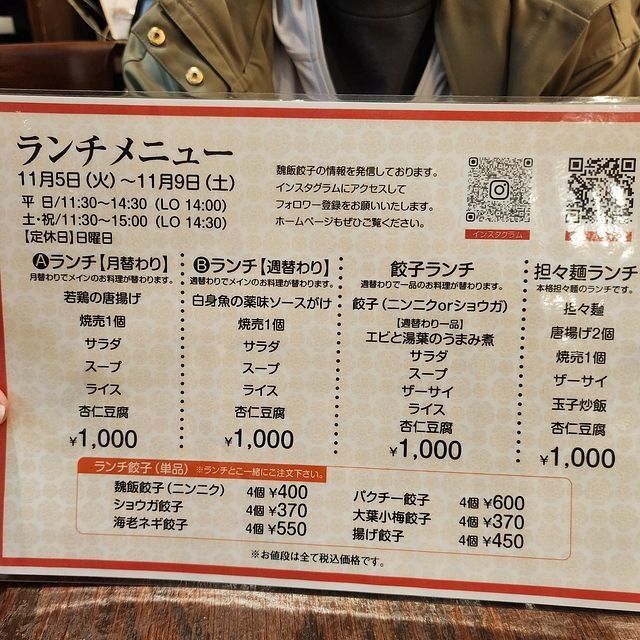 ランチメニュー
11月5日(火)～11月9日(土)
平 日/11:30～14:30 (LO 14:00)
土・祝/11:30～15:00 (LO 14:30)
【定休日】日曜日
魏飯餃子の情報を発信しております。
インスタグラムにアクセスして
フォロワー登録をお願いいたします。
ホームページもぜひご覧ください。
インスタグラム
Aランチ【月替わり】
月替わりでメインのお料理が替わります。
若鶏の唐揚げ
焼売1個
サラダ
スープ
ライス
杏仁豆腐
¥1,000
Bランチ【週替わり】
週替わりでメインのお料理が替わります。
白身魚の薬味ソースがけ
焼売1個
サラダ
スープ
ライス
杏仁豆腐
¥1,000
餃子ランチ
週替わりで一品のお料理が替わります。
餃子(ニンニクorショウガ)
【週替わり一品】
エビと湯葉のうまみ煮
サラダ
スープ
ザーサイ
ライス
杏仁豆腐
¥1,000
担々麺ランチ
本格担々麺のランチです。
担々麺
唐揚げ2個
焼売1個
ザーサイ
玉子炒飯
杏仁豆腐
¥1,000
ランチ餃子(単品) ※ランチとご一緒にご注文下さい。
魏飯餃子(ニンニク) 4個 ¥400
ショウガ餃子 4個 ¥370
海老ネギ餃子 4個 ¥550
パクチー餃子 4個 ¥600
大葉小梅餃子 4個 ¥370
揚げ餃子 4個 ¥450
※お値段は全て税込価格です。